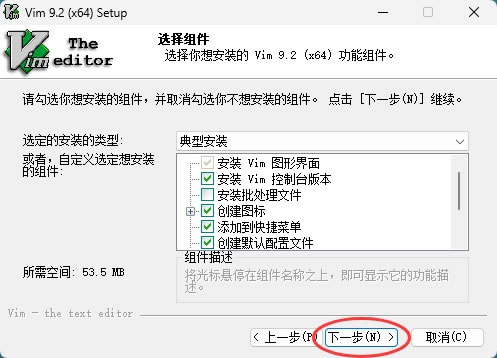 Vim 9.2 (x64) Setup
The
Vim editor
选择组件
选择你想安装的 Vim 9.2 (x64) 功能组件。
请勾选你想安装的组件，并取消勾选你不想安装的组件。 点击 [下一步(N)] 继续。
选定的安装的类型:
典型安装
或者，自定义选定想安装的组件:
安装 Vim 图形界面
安装 Vim 控制台版本
安装批处理文件
创建图标
添加到快捷菜单
创建默认配置文件
所需空间: 53.5 MB
组件描述
将光标悬停在组件名称之上，即可显示它的功能描述。
Vim - the text editor
< 上一步(P)
下一步(N) >
取消(C)